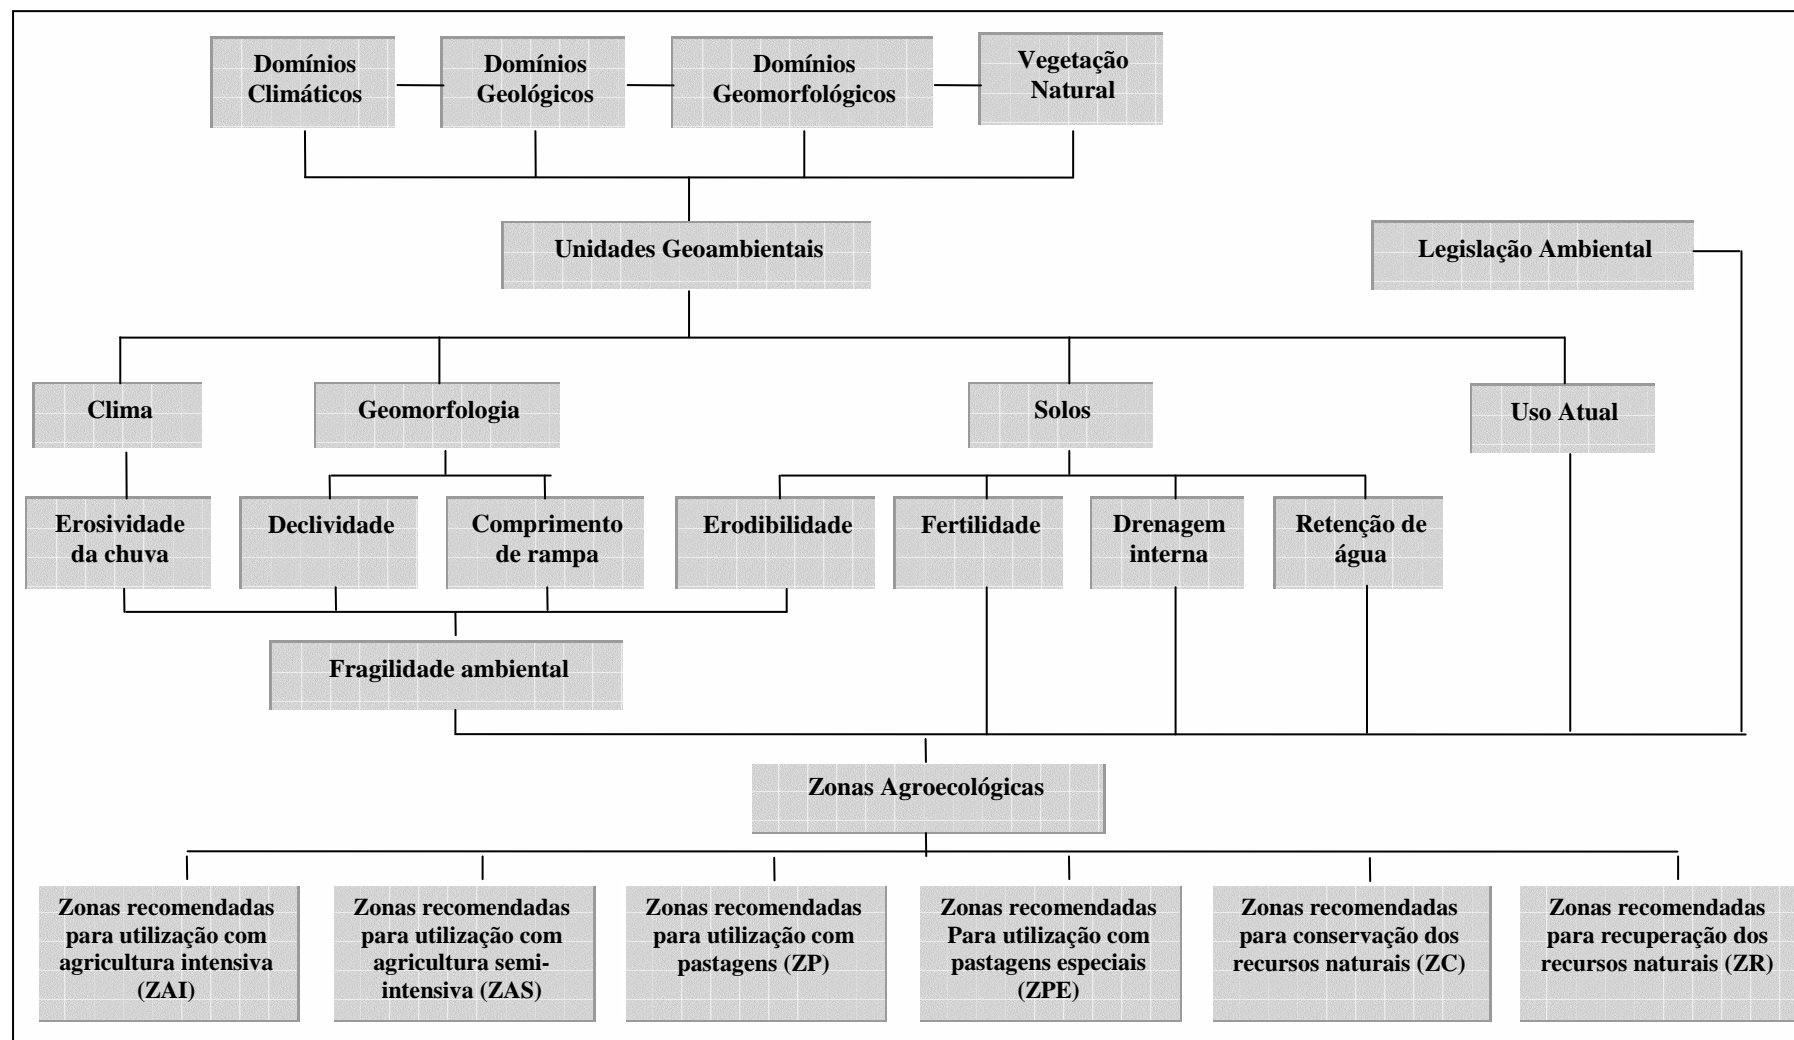 Domínios
Climáticos
Domínios
Geológicos
Domínios
Geomorfológicos
Vegetação
Natural
Unidades Geoambientais
Legislação Ambiental
Clima
Geomorfologia
Solos
Uso Atual
Erosividade
da chuva
Declividade
Comprimento
de rampa
Erodibilidade
Fertilidade
Drenagem
interna
Retenção de
água
Fragilidade ambiental
Zonas Agroecológicas
Zonas recomendadas
para utilização com
agricultura intensiva
(ZAI)
Zonas recomendadas
para utilização com
agricultura semi-
intensiva (ZAS)
Zonas recomendadas
para utilização com
pastagens (ZP)
Zonas recomendadas
Para utilização com
pastagens especiais
(ZPE)
Zonas recomendadas
para conservação dos
recursos naturais (ZC)
Zonas recomendadas
para recuperação dos
recursos naturais (ZR)